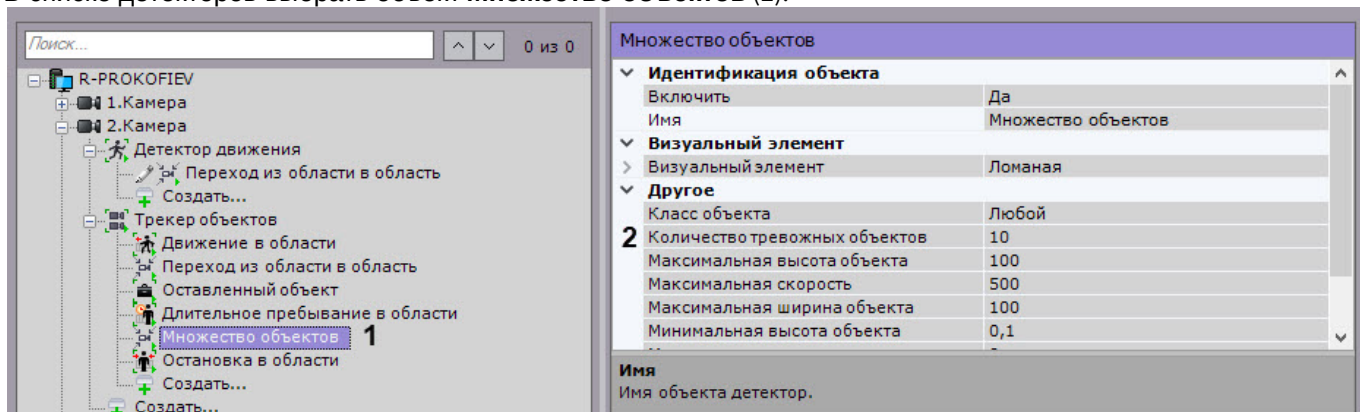 В списке детекторов выбрать объект Множество объектов (1).
Поиск...
0 из 0
R-PROKOFIEV
1.Камера
2.Камера
Детектор движения
Переход из области в область
Создать...
Трекер объектов
Движение в области
Переход из области в область
Оставленный объект
Длительное пребывание в области
Множество объектов 1
Остановка в области
Создать...
Создать...
Множество объектов
Идентификация объекта
Включить Да
Имя Множество объектов
Визуальный элемент
Визуальный элемент Ломаная
Другое
Класс объекта Любой
2 Количество тревожных объектов 10
Максимальная высота объекта 100
Максимальная скорость 500
Максимальная ширина объекта 100
Минимальная высота объекта 0,1
Имя
Имя объекта детектор.